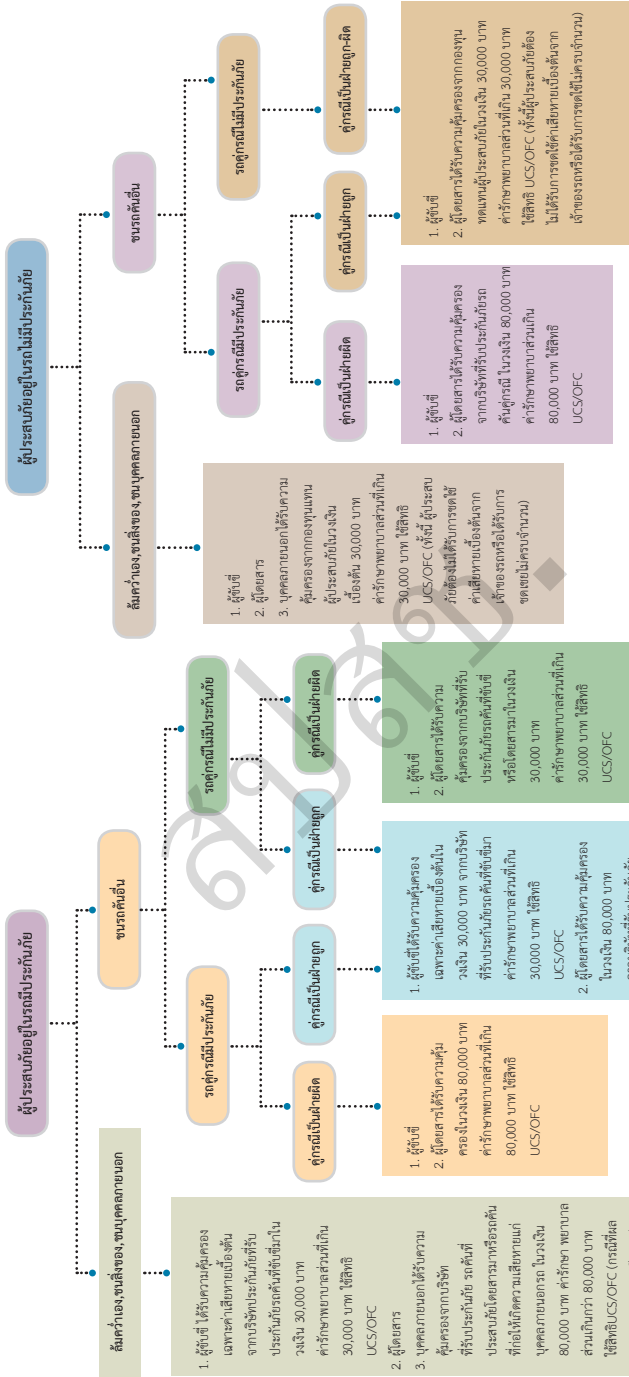 ผู้ประสบภัยอยู่ในรถมีประกันภัย
ล้มคว่ำเอง,ชนสิ่งของ,ชนบุคคลภายนอก
1. ผู้ขับขี่ ได้รับความคุ้มครอง
เฉพาะค่าเสียหายเบื้องต้น
จากบริษัทประกันภัยที่รับ
ประกันภัยรถคันที่ขับขี่มาใน
วงเงิน 30,000 บาท
ค่ารักษาพยาบาลส่วนที่เกิน
30,000 บาท ใช้สิทธิ
UCS/OFC
2. ผู้โดยสาร
3. บุคคลภายนอกได้รับความ
คุ้มครองจากบริษัท
ที่รับประกันภัย รถคันที่
ประสบภัยโดยสารมาหรือรถคัน
ที่ก่อให้เกิดความเสียหายแก่
บุคคลภายนอกรถ ในวงเงิน
80,000 บาท ค่ารักษา พยาบาล
ส่วนเกินกว่า 80,000 บาท
ใช้สิทธิUCS/OFC (กรณีที่ผล
ชนรถคันอื่น
รถคู่กรณีมีประกันภัย
คู่กรณีเป็นฝ่ายผิด
1. ผู้ขับขี่
2. ผู้โดยสารได้รับความคุ้ม
ครองในวงเงิน 80,000 บาท
ค่ารักษาพยาบาลส่วนที่เกิน
80,000 บาท ใช้สิทธิ
UCS/OFC
คู่กรณีเป็นฝ่ายถูก
รถคู่กรณีไม่มีประกันภัย
คู่กรณีเป็นฝ่ายถูก
1. ผู้ขับขี่ได้รับความคุ้มครอง
เฉพาะค่าเสียหายเบื้องต้นใน
วงเงิน 30,000 บาท จากบริษัท
ที่รับประกันภัยรถคันที่ขับขี่มา
ค่ารักษาพยาบาลส่วนที่เกิน
30,000 บาท ใช้สิทธิ
UCS/OFC
2. ผู้โดยสารได้รับความคุ้มครอง
ในวงเงิน 80,000 บาท
คู่กรณีเป็นฝ่ายผิด
1. ผู้ขับขี่
2. ผู้โดยสารได้รับความ
คุ้มครองจากบริษัทที่รับ
ประกันภัยรถคันที่ขับขี่
หรือโดยสารมาในวงเงิน
30,000 บาท
ค่ารักษาพยาบาลส่วนที่เกิน
30,000 บาท ใช้สิทธิ
UCS/OFC
ผู้ประสบภัยอยู่ในรถไม่มีประกันภัย
ล้มคว่ำเอง,ชนสิ่งของ,ชนบุคคลภายนอก
1. ผู้ขับขี่
2. ผู้โดยสาร
3. บุคคลภายนอกได้รับความ
คุ้มครองจากกองทุนแทน
ผู้ประสบภัยในวงเงิน
เบื้องต้น 30,000 บาท
ค่ารักษาพยาบาลส่วนที่เกิน
30,000 บาท ใช้สิทธิ
UCS/OFC (ทั้งนี้ ผู้ประสบ
ภัยต้องไม่ได้รับการชดใช้
ค่าเสียหายเบื้องต้นจาก
เจ้าของรถหรือได้รับการ
ชดเชยไม่ครบจำนวน)
ชนรถคันอื่น
รถคู่กรณีมีประกันภัย
คู่กรณีเป็นฝ่ายผิด
1. ผู้ขับขี่
2. ผู้โดยสารได้รับความคุ้มครอง
จากบริษัทที่รับประกันภัยรถ
คันคู่กรณี ในวงเงิน 80,000 บาท
ค่ารักษาพยาบาลส่วนเกิน
80,000 บาท ใช้สิทธิ
UCS/OFC
คู่กรณีเป็นฝ่ายถูก
รถคู่กรณีไม่มีประกันภัย
คู่กรณีเป็นฝ่ายถูก-ผิด
1. ผู้ขับขี่
2. ผู้โดยสารได้รับความคุ้มครองจากกองทุน
ทดแทนผู้ประสบภัยในวงเงิน 30,000 บาท
ค่ารักษาพยาบาลส่วนที่เกิน 30,000 บาท
ใช้สิทธิ UCS/OFC (ทั้งนี้ผู้ประสบภัยต้อง
ไม่ได้รับการชดใช้ค่าเสียหายเบื้องต้นจาก
เจ้าของรถหรือได้รับการชดใช้ไม่ครบจำนวน)
สปสช.